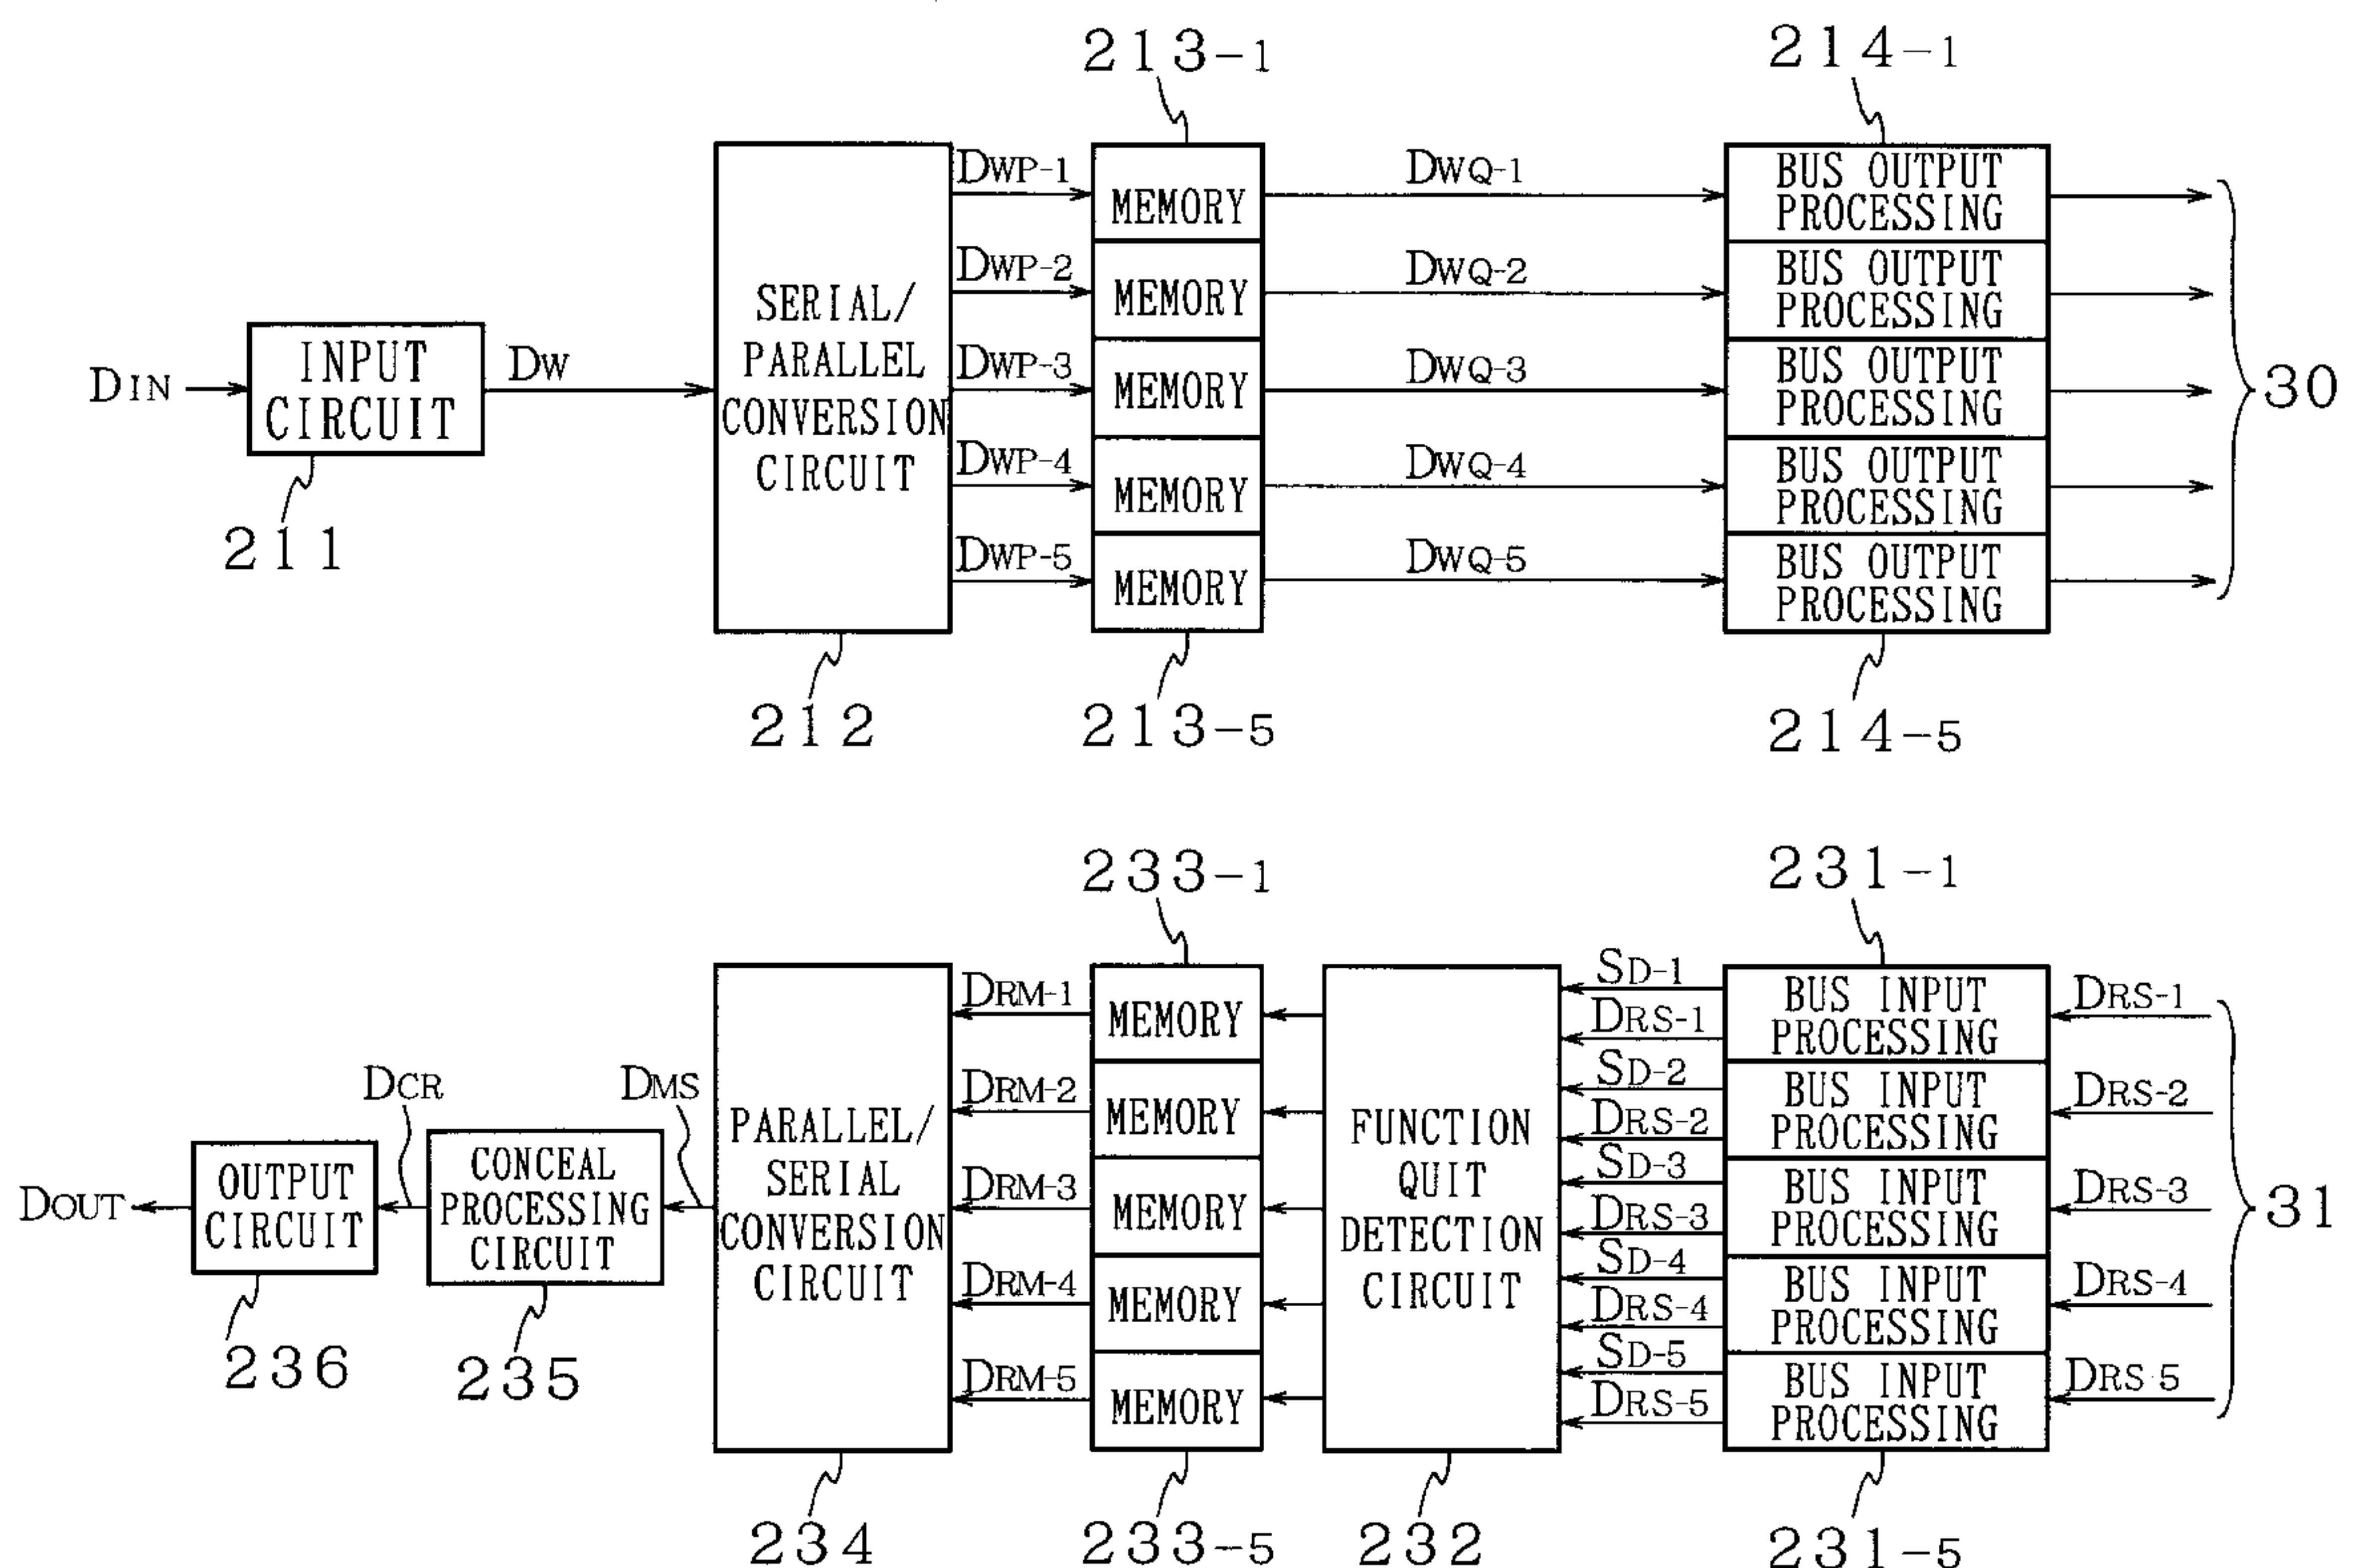 213-1
214-1
DIN
INPUT
CIRCUIT
211
DW
SERIAL/
PARALLEL
CONVERSION
CIRCUIT
212
DWP-1
DWP-2
DWP-3
DWP-4
DWP-5
MEMORY
MEMORY
MEMORY
MEMORY
MEMORY
213-5
DWQ-1
DWQ-2
DWQ-3
DWQ-4
DWQ-5
BUS OUTPUT
PROCESSING
BUS OUTPUT
PROCESSING
BUS OUTPUT
PROCESSING
BUS OUTPUT
PROCESSING
BUS OUTPUT
PROCESSING
214-5
30
233-1
231-1
DOUT
OUTPUT
CIRCUIT
236
DCR
CONCEAL
PROCESSING
CIRCUIT
235
DMS
PARALLEL/
SERIAL
CONVERSION
CIRCUIT
234
DRM-1
DRM-2
DRM-3
DRM-4
DRM-5
MEMORY
MEMORY
MEMORY
MEMORY
MEMORY
233-5
FUNCTION
QUIT
DETECTION
CIRCUIT
232
SD-1
DRS-1
SD-2
DRS-2
SD-3
DRS-3
SD-4
DRS-4
SD-5
DRS-5
BUS INPUT
PROCESSING
BUS INPUT
PROCESSING
BUS INPUT
PROCESSING
BUS INPUT
PROCESSING
BUS INPUT
PROCESSING
231-5
DRS-1
DRS-2
DRS-3
DRS-4
DRS-5
31